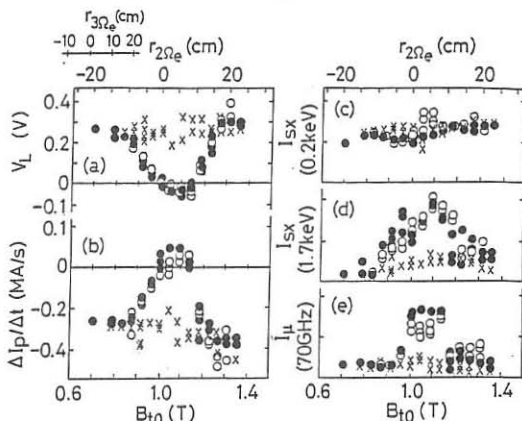 r3Ωe(cm)
-10 0 10 20
r2Ωe(cm) r2Ωe(cm)
-20 0 20 -20 0 20
0.4
0.2
0
-0.1
VL (V)
(a)
(b)
0
-0.2
-0.4
ΔIp/Δt (MA/s)
0.6 1.0 1.4
Bt0 (T)
(c)
ISX (0.2keV)
(d)
ISX (1.7keV)
(e)
Iμ (70GHz)
0.6 1.0 1.4
Bt0 (T)